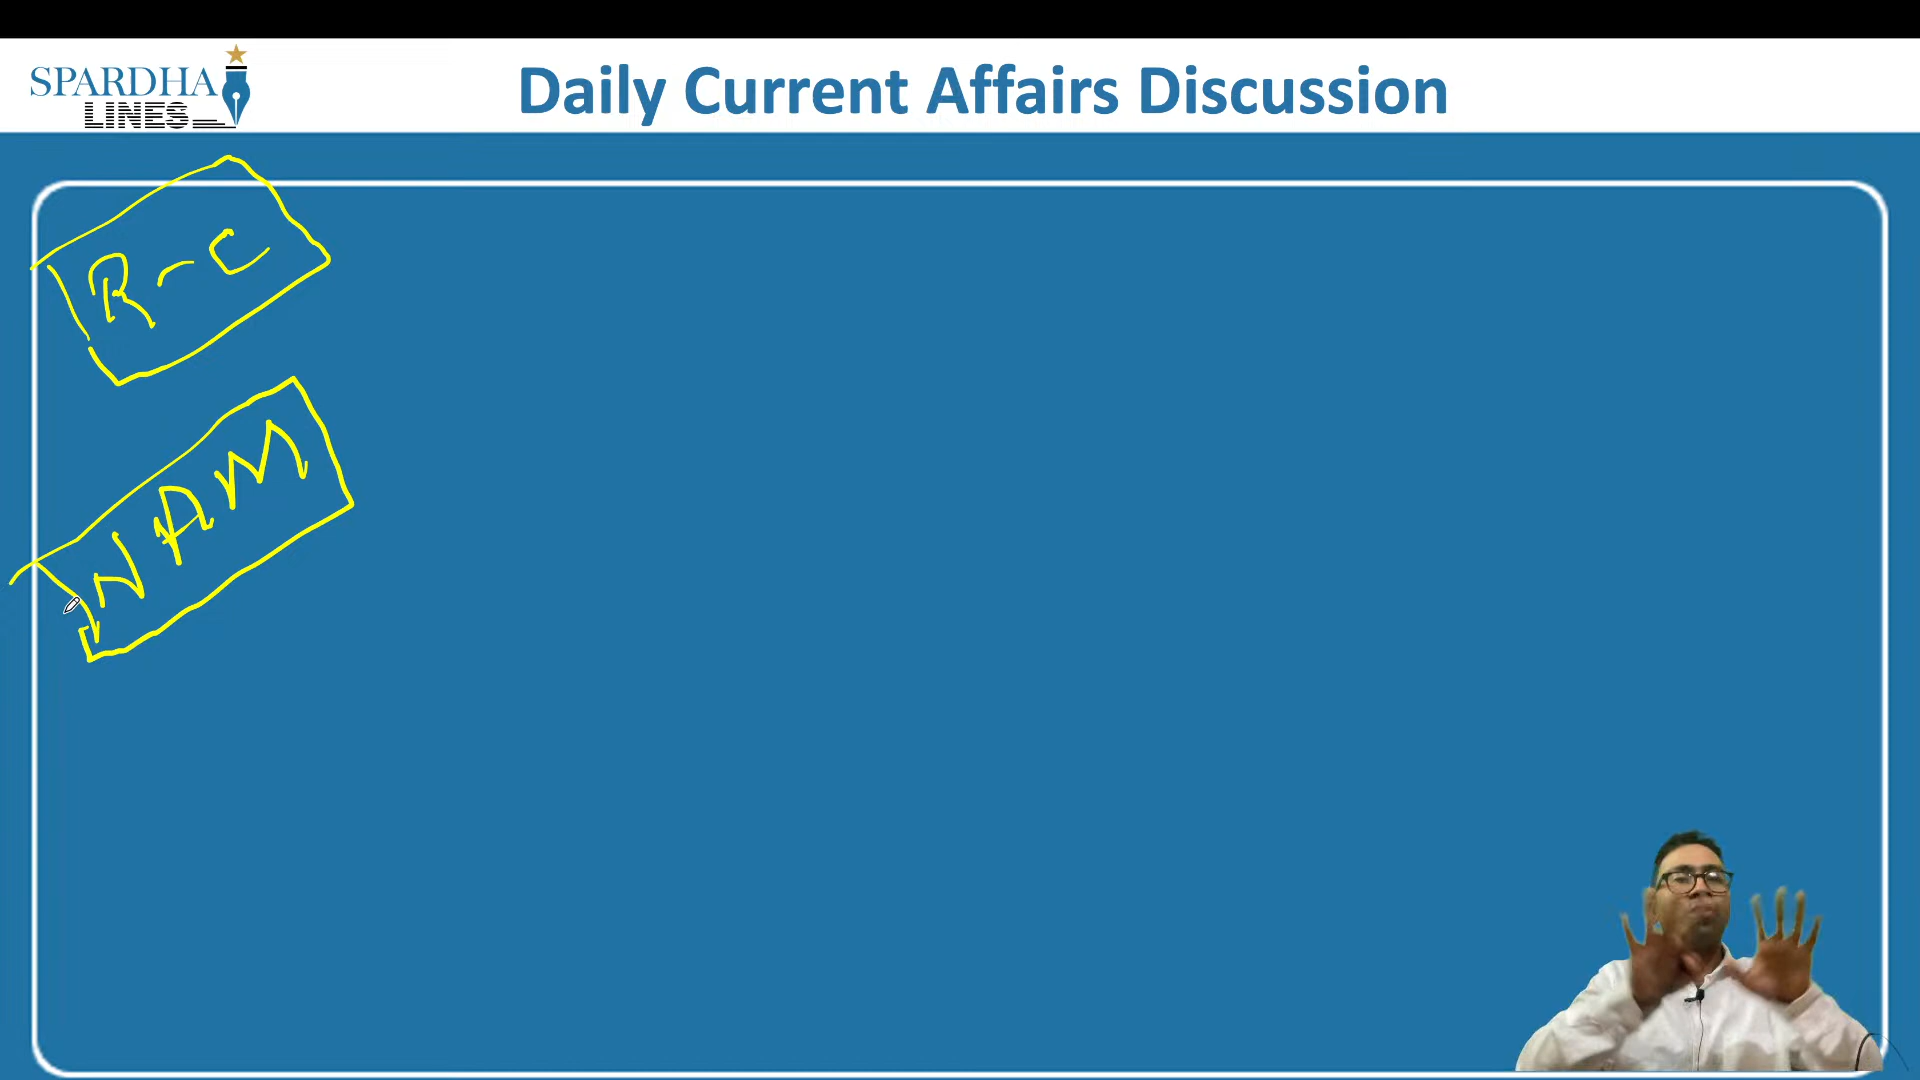 SPARDHA
LINES
Daily Current Affairs Discussion
R-C
NAM